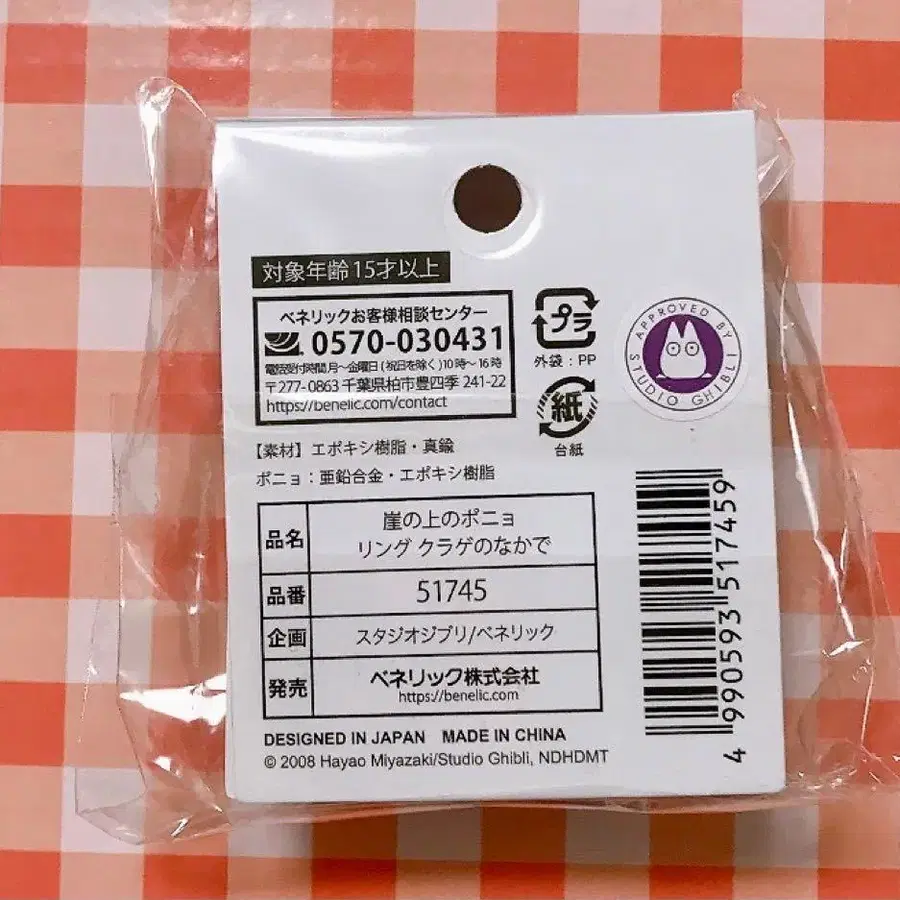 対象年齢15才以上
ベネリックお客様相談センター
0570-030431
電話受付時間 月～金曜日(祝日を除く)10時～16時
〒277-0863 千葉県柏市豊四季 241-22
https://benelic.com/contact
プラ
外袋：PP
紙
台紙
APPROVED BY
STUDIO GHIBLI
【素材】エポキシ樹脂・真鍮
ポニョ：亜鉛合金・エポキシ樹脂
品名
崖の上のポニョ
リング クラゲのなかで
品番
51745
企画
スタジオジブリ/ベネリック
発売
ベネリック株式会社
https://benelic.com
DESIGNED IN JAPAN MADE IN CHINA
© 2008 Hayao Miyazaki/Studio Ghibli, NDHDMT
4 990593 517459